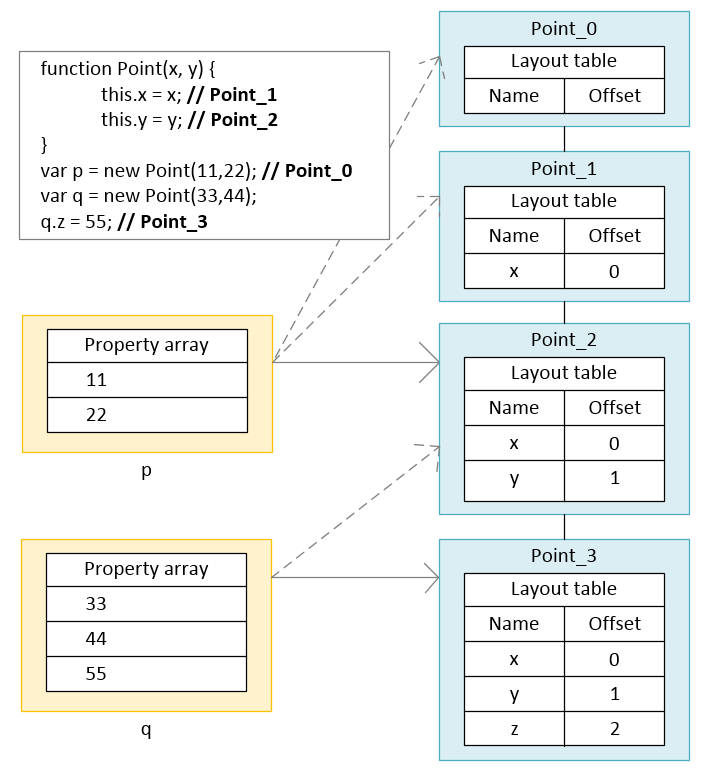 function Point(x, y) {
this.x = x; // Point_1
this.y = y; // Point_2
}
var p = new Point(11,22); // Point_0
var q = new Point(33,44);
q.z = 55; // Point_3
Property array
11
22
p
Property array
33
44
55
q
Point_0
Layout table
Name Offset
Point_1
Layout table
Name Offset
x 0
Point_2
Layout table
Name Offset
x 0
y 1
Point_3
Layout table
Name Offset
x 0
y 1
z 2